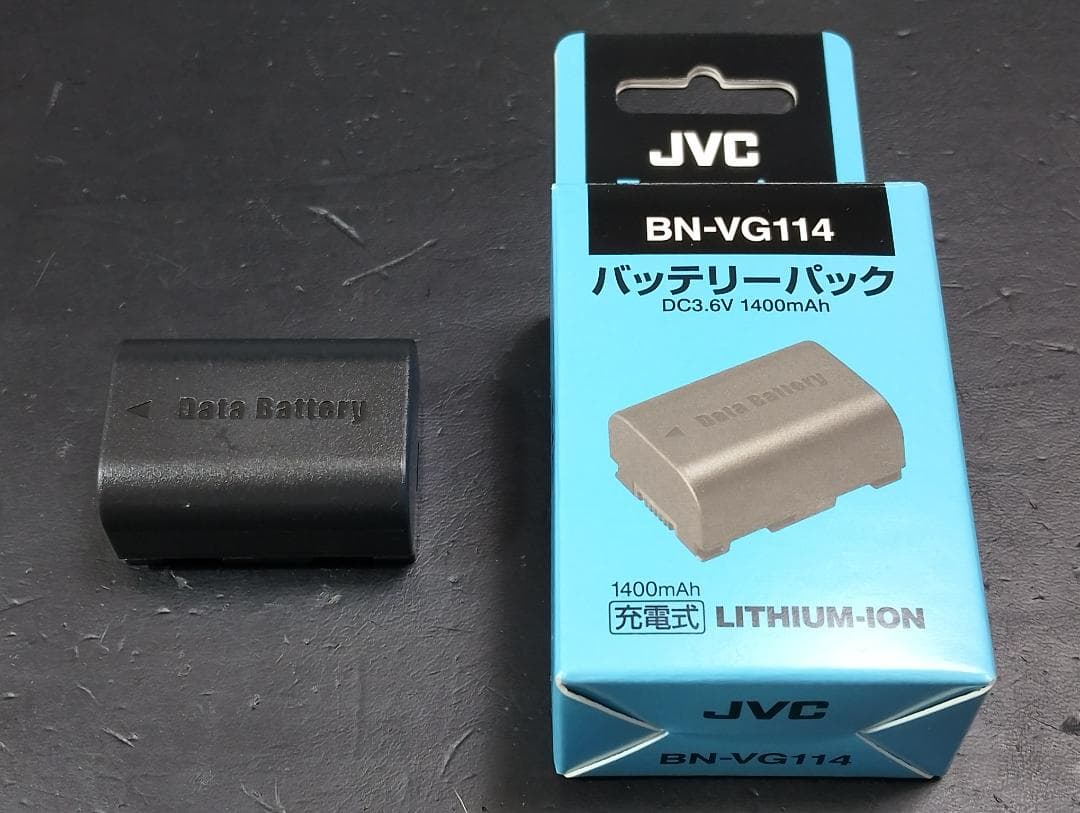 Data Battery
JVC
BN-VG114
バッテリーパック
DC3.6V 1400mAh
Data Battery
1400mAh
充電式 LITHIUM-ION
JVC
BN-VG114